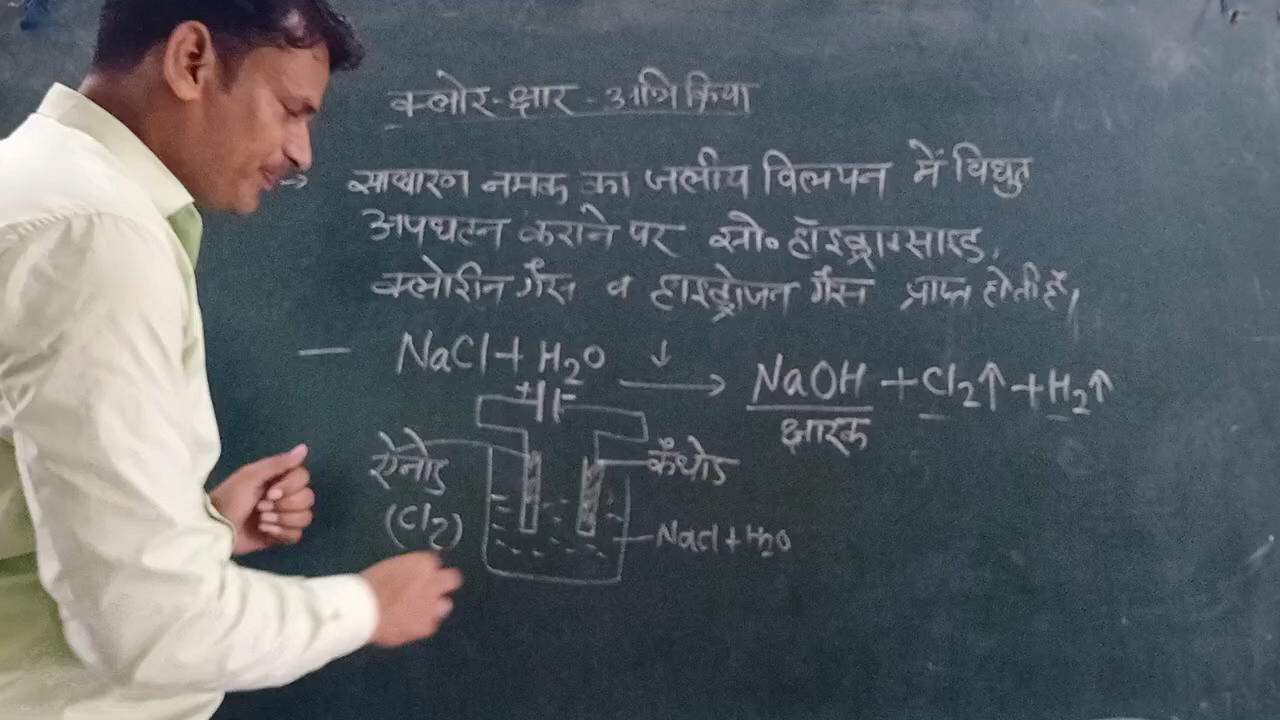 क्लोर-क्षार-अभिक्रिया
→ साधारण नमक का जलीय विलयन में विधुत
अपघटन कराने पर सो० हॉइड्राक्साइड,
क्लोरीन गैस व हाइड्रोजन गैस प्राप्त होती हैं,
— NaCl + H₂O ↓ ⟶ NaOH + Cl₂↑ + H₂↑
क्षारक
+ -
ऐनोड
कैथोड
(Cl₂)
Nacl + H₂O